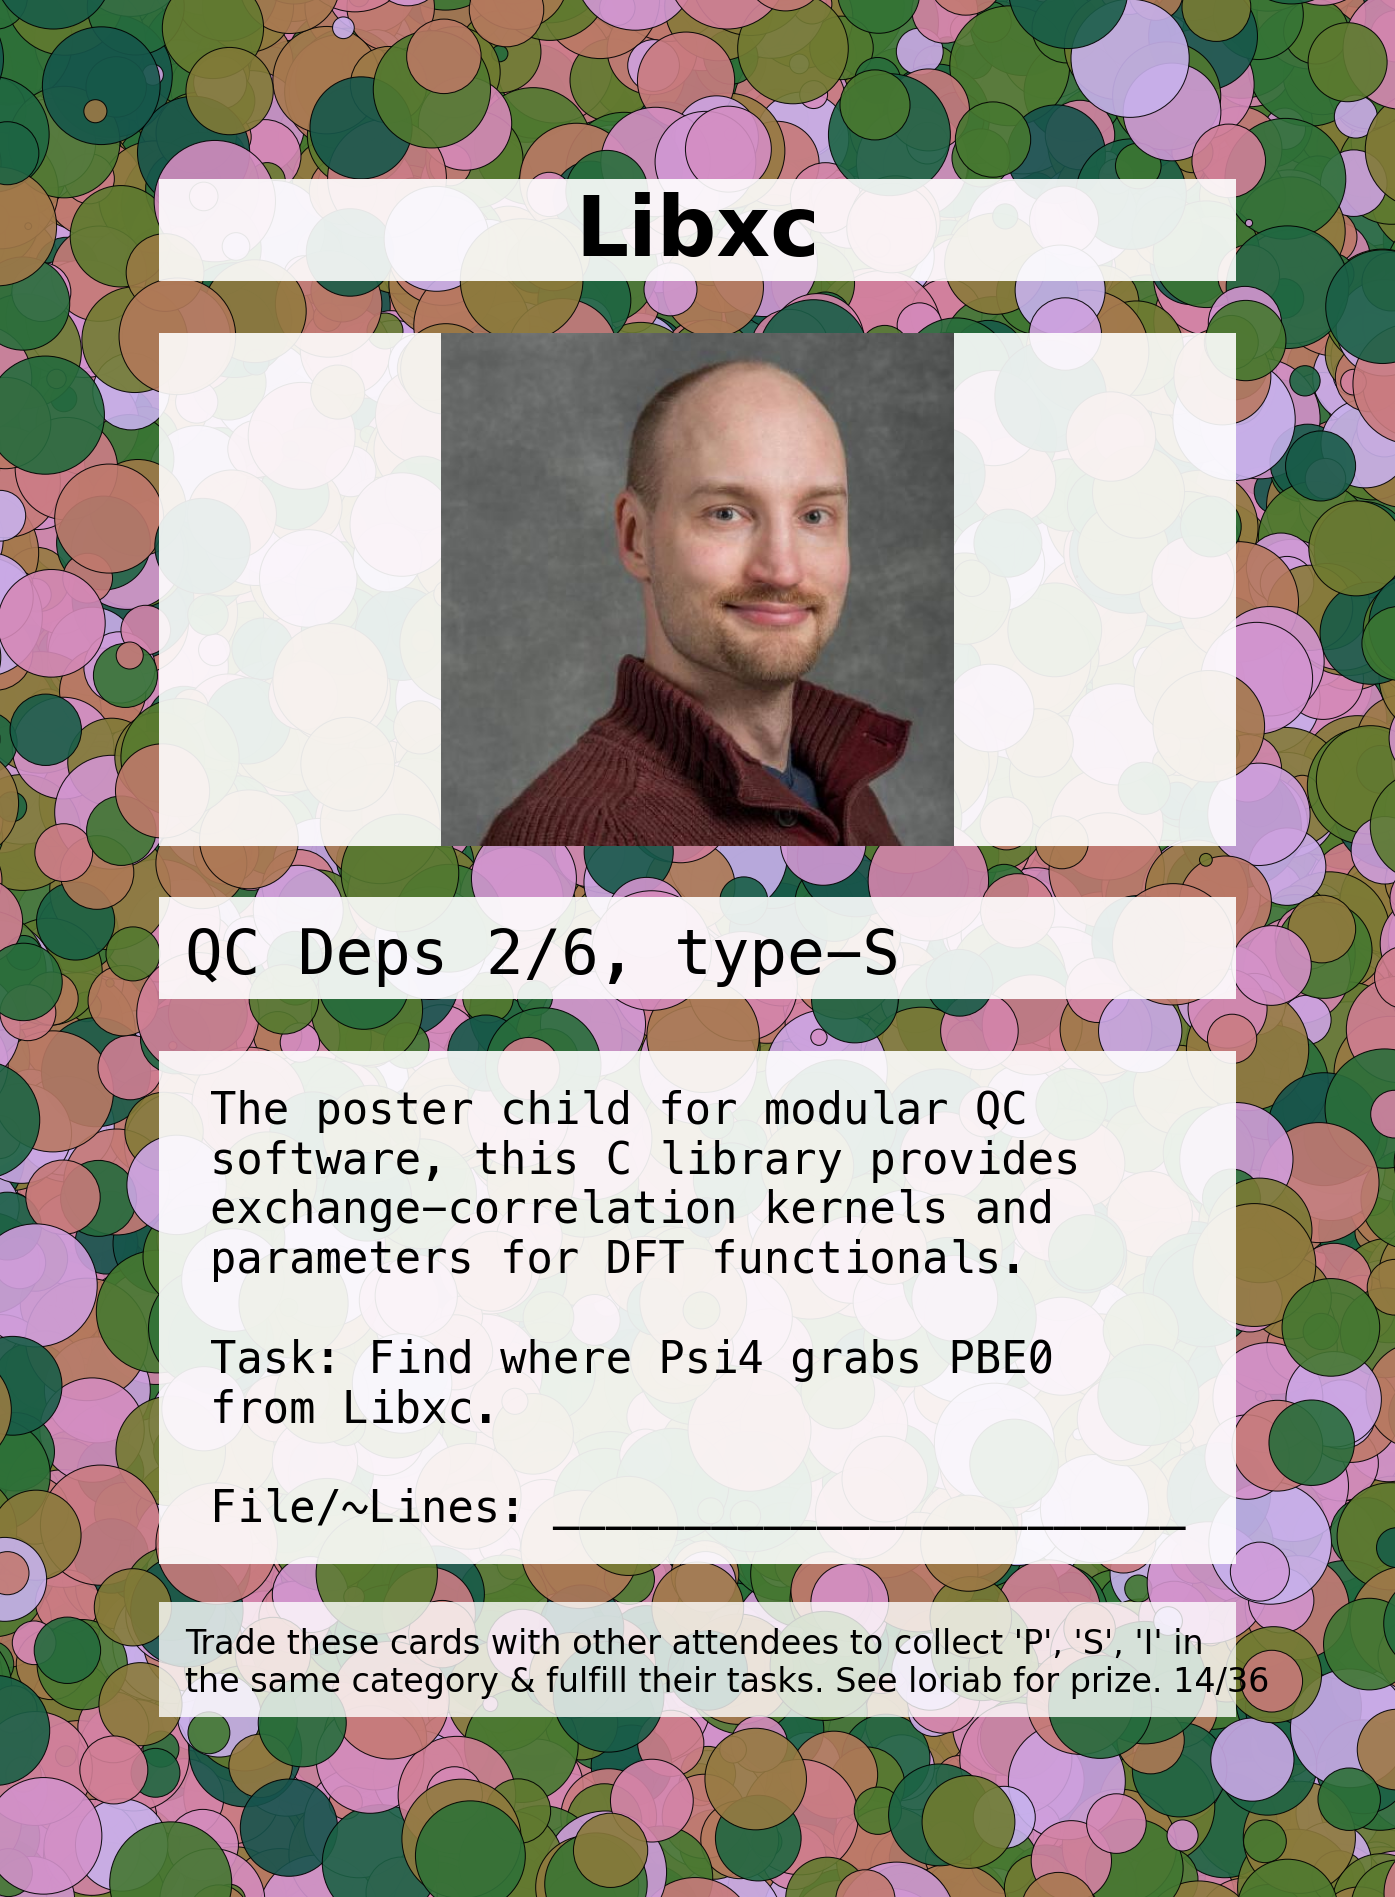 Libxc
QC Deps 2/6, type−S
The poster child for modular QC
software, this C library provides
exchange−correlation kernels and
parameters for DFT functionals.
Task: Find where Psi4 grabs PBE0
from Libxc.
File/~Lines: ________________________
Trade these cards with other attendees to collect 'P', 'S', 'I' in
the same category & fulfill their tasks. See loriab for prize. 14/36